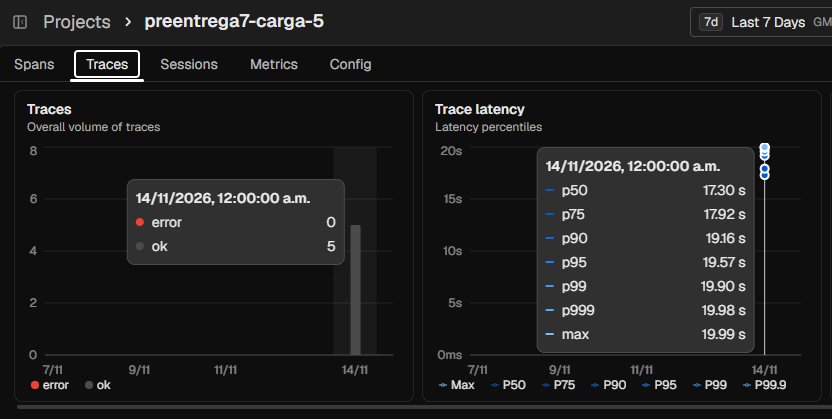 Projects > preentrega7-carga-5
7d Last 7 Days GM
Spans Traces Sessions Metrics Config
Traces
Overall volume of traces
8
6
4
2
0
14/11/2026, 12:00:00 a.m.
error 0
ok 5
7/11 9/11 11/11 14/11
error ok
Trace latency
Latency percentiles
20s
15s
10s
5s
0ms
14/11/2026, 12:00:00 a.m.
p50 17.30 s
p75 17.92 s
p90 19.16 s
p95 19.57 s
p99 19.90 s
p999 19.98 s
max 19.99 s
7/11 9/11 11/11 14/11
Max P50 P75 P90 P95 P99 P99.9